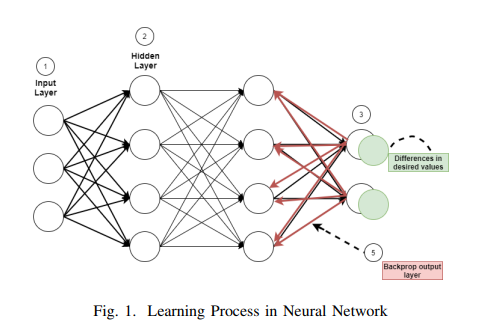 2
Hidden
Layer
1
Input
Layer
3
Differences in
desired values
5
Backprop output
layer
Fig. 1. Learning Process in Neural Network